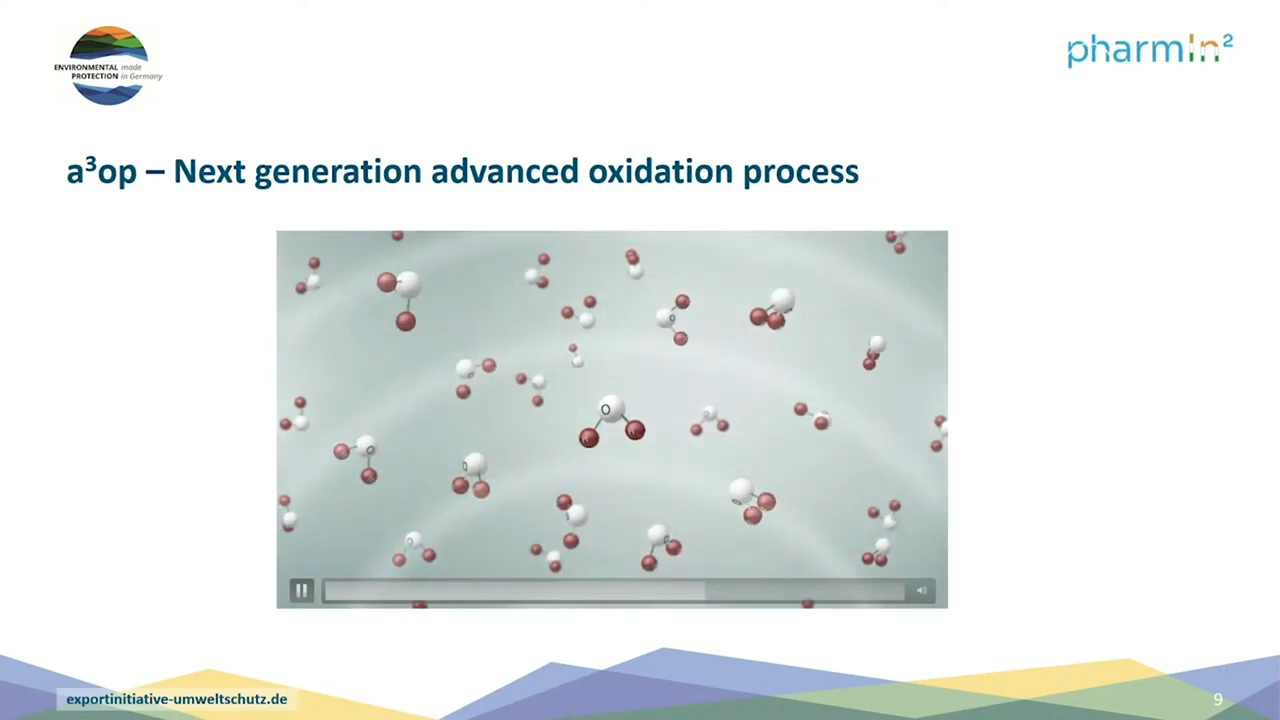 ENVIRONMENTAL made
PROTECTION in Germany
pharmIn²
a³op – Next generation advanced oxidation process
O
exportinitiative-umweltschutz.de
9